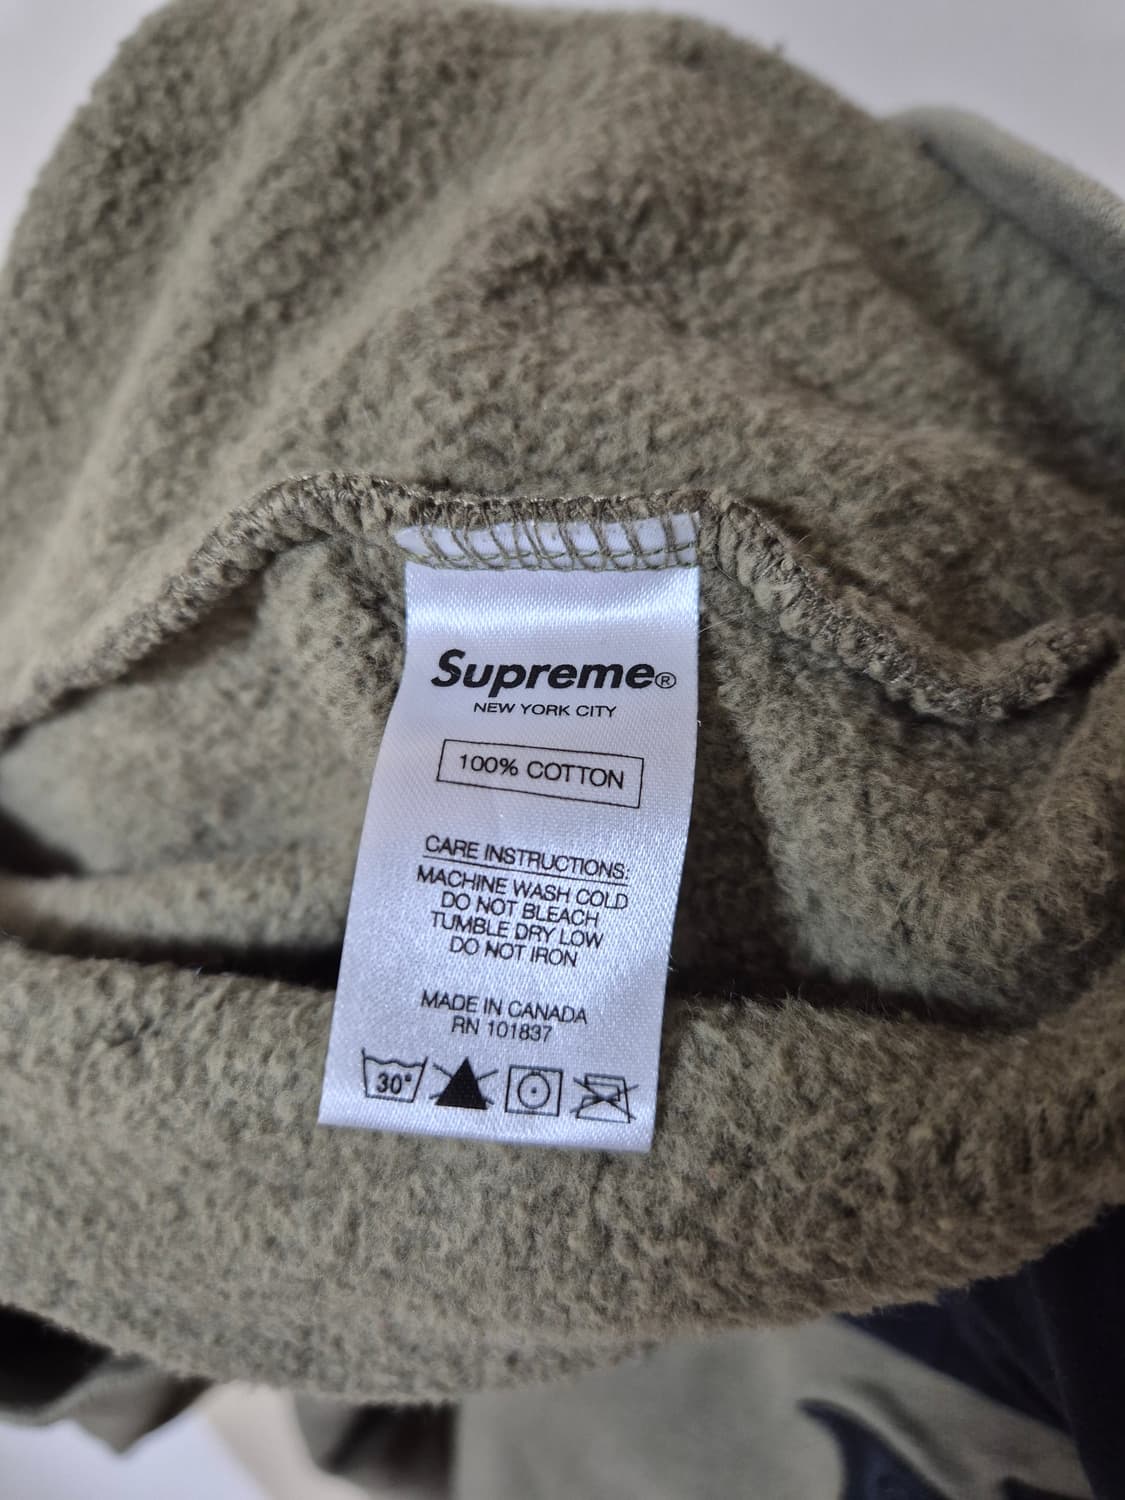 Supreme®
NEW YORK CITY
100% COTTON
CARE INSTRUCTIONS:
MACHINE WASH COLD
DO NOT BLEACH
TUMBLE DRY LOW
DO NOT IRON
MADE IN CANADA
RN 101837
30°